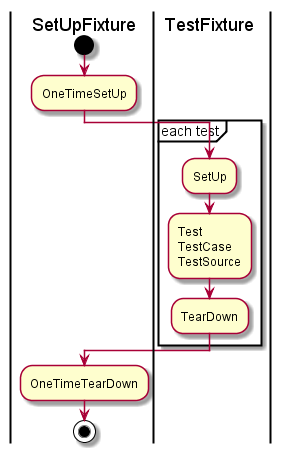 SetUpFixture
TestFixture
OneTimeSetUp
each test
SetUp
Test
TestCase
TestSource
TearDown
OneTimeTearDown